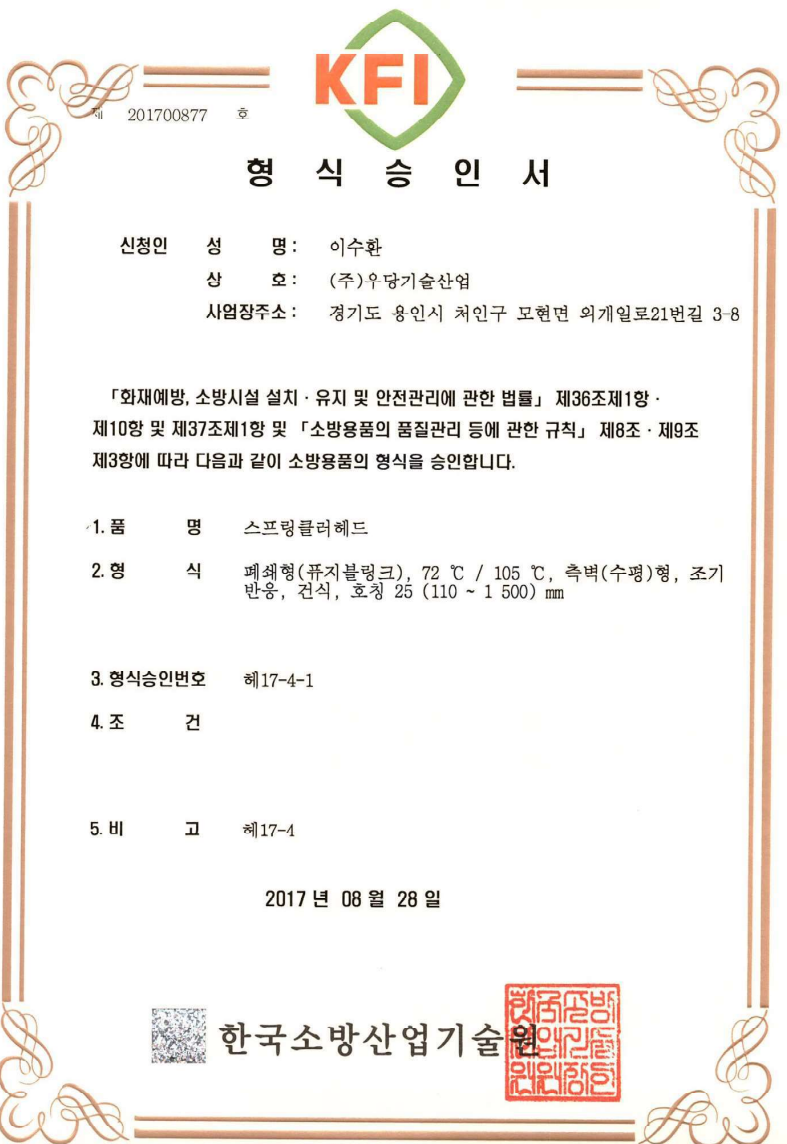 KFI
제 201700877 호
형 식 승 인 서
신청인 성 명 : 이수환
상 호 : (주)우당기술산업
사업장주소 : 경기도 용인시 처인구 모현면 외개일로21번길 3-8
「화재예방, 소방시설 설치 · 유지 및 안전관리에 관한 법률」 제36조제1항 ·
제10항 및 제37조제1항 및 「소방용품의 품질관리 등에 관한 규칙」 제8조 · 제9조
제3항에 따라 다음과 같이 소방용품의 형식을 승인합니다.
1. 품 명 스프링클러헤드
2. 형 식 폐쇄형(퓨지블링크), 72 ℃ / 105 ℃, 측벽(수평)형, 조기
반응, 건식, 호칭 25 (110 ~ 1 500) mm
3. 형식승인번호 헤17-4-1
4. 조 건
5. 비 고 헤17-4
2017 년 08 월 28 일
한국소방산업기술원